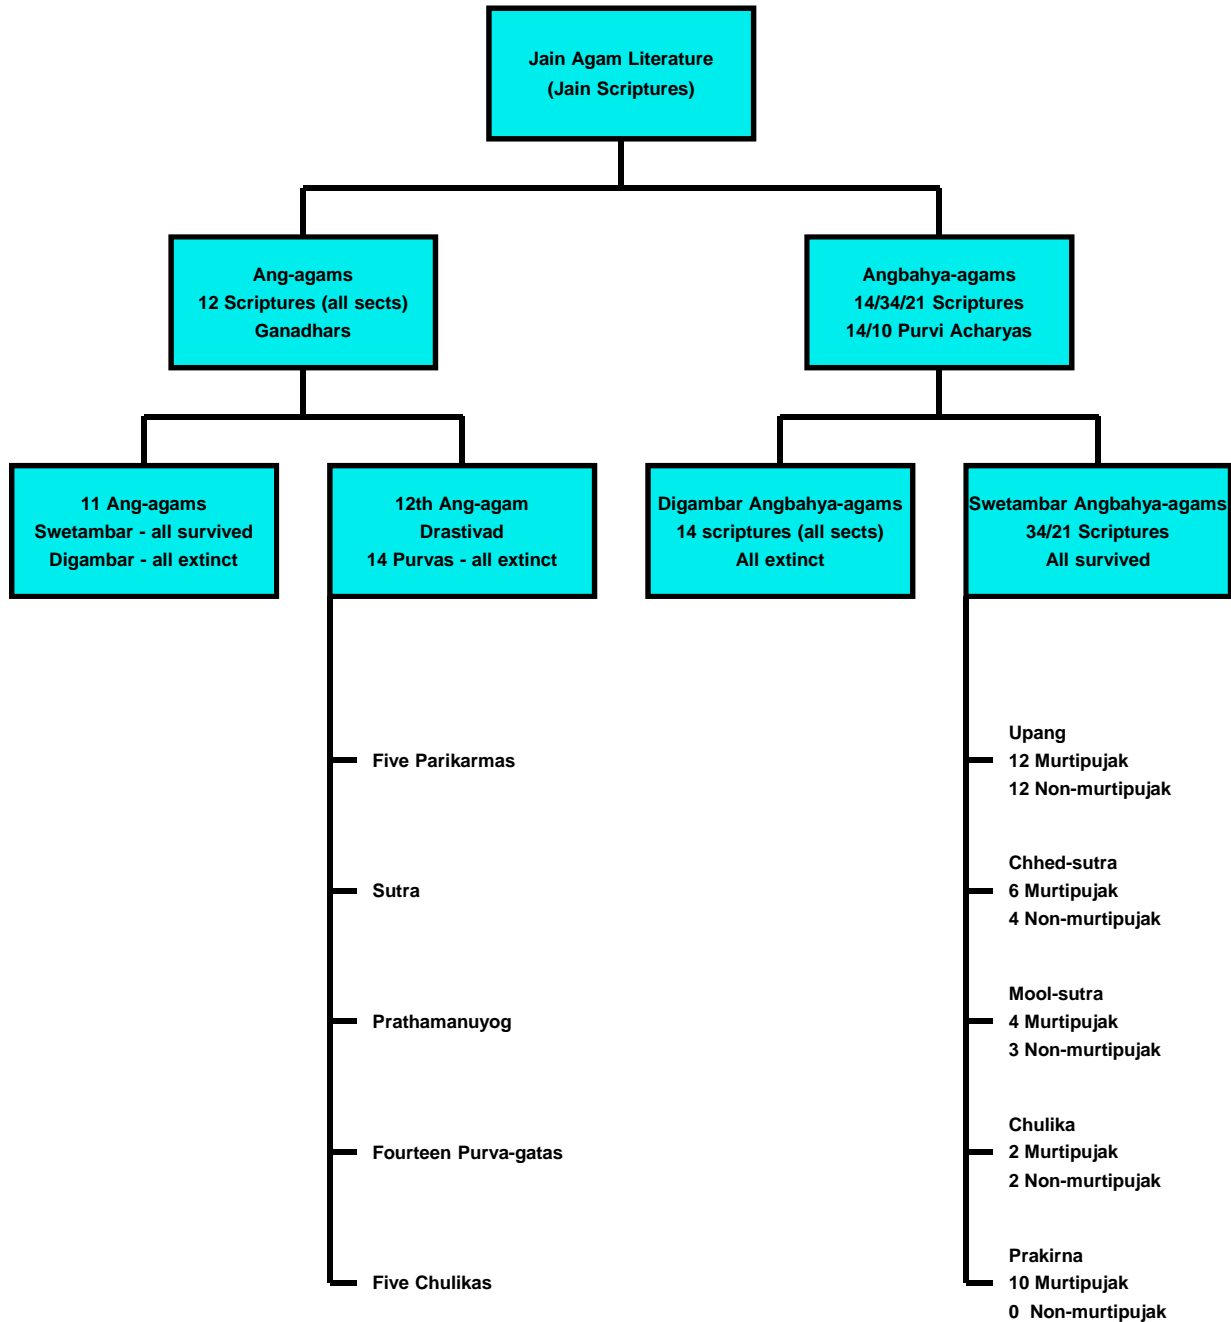 Jain Agam Literature
(Jain Scriptures)
Ang-agams
12 Scriptures (all sects)
Ganadhars
Angbahya-agams
14/34/21 Scriptures
14/10 Purvi Acharyas
11 Ang-agams
Swetambar - all survived
Digambar - all extinct
12th Ang-agam
Drastivad
14 Purvas - all extinct
Digambar Angbahya-agams
14 scriptures (all sects)
All extinct
Swetambar Angbahya-agams
34/21 Scriptures
All survived
Five Parikarmas
Sutra
Prathamanuyog
Fourteen Purva-gatas
Five Chulikas
Upang
12 Murtipujak
12 Non-murtipujak
Chhed-sutra
6 Murtipujak
4 Non-murtipujak
Mool-sutra
4 Murtipujak
3 Non-murtipujak
Chulika
2 Murtipujak
2 Non-murtipujak
Prakirna
10 Murtipujak
0 Non-murtipujak